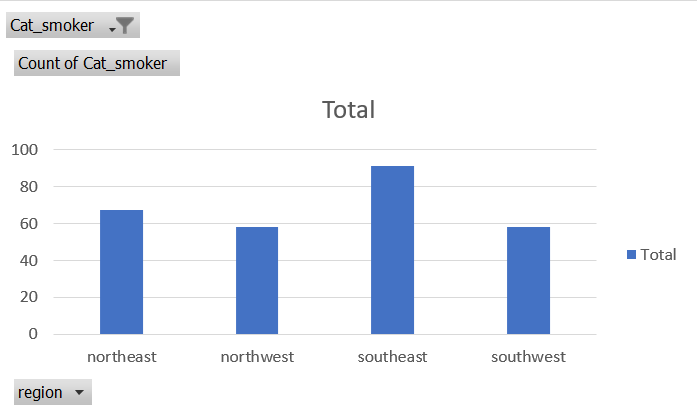 Cat_smoker
Count of Cat_smoker
Total
100
80
60
40
20
0
northeast northwest southeast southwest
Total
region